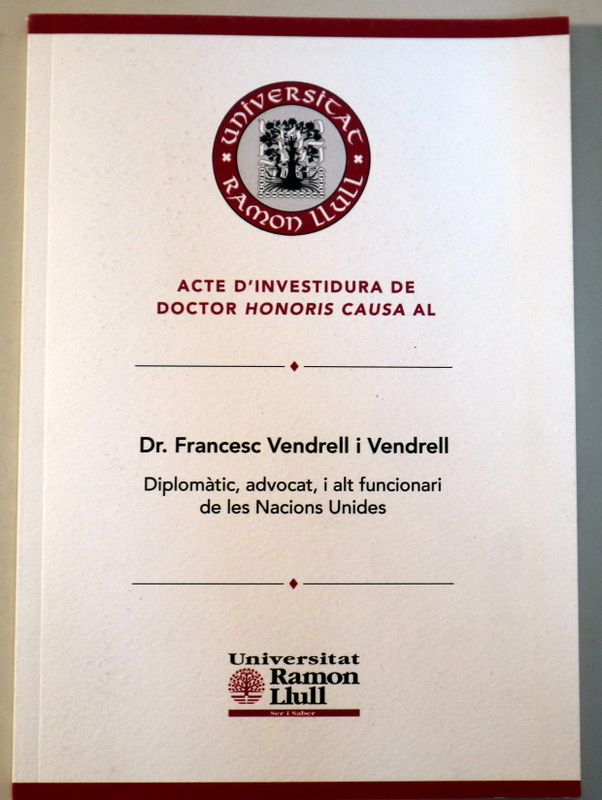 UNIVERSITAT
RAMON LLULL
ACTE D'INVESTIDURA DE
DOCTOR HONORIS CAUSA AL
Dr. Francesc Vendrell i Vendrell
Diplomàtic, advocat, i alt funcionari
de les Nacions Unides
Universitat
Ramon
Llull
Ser i Saber